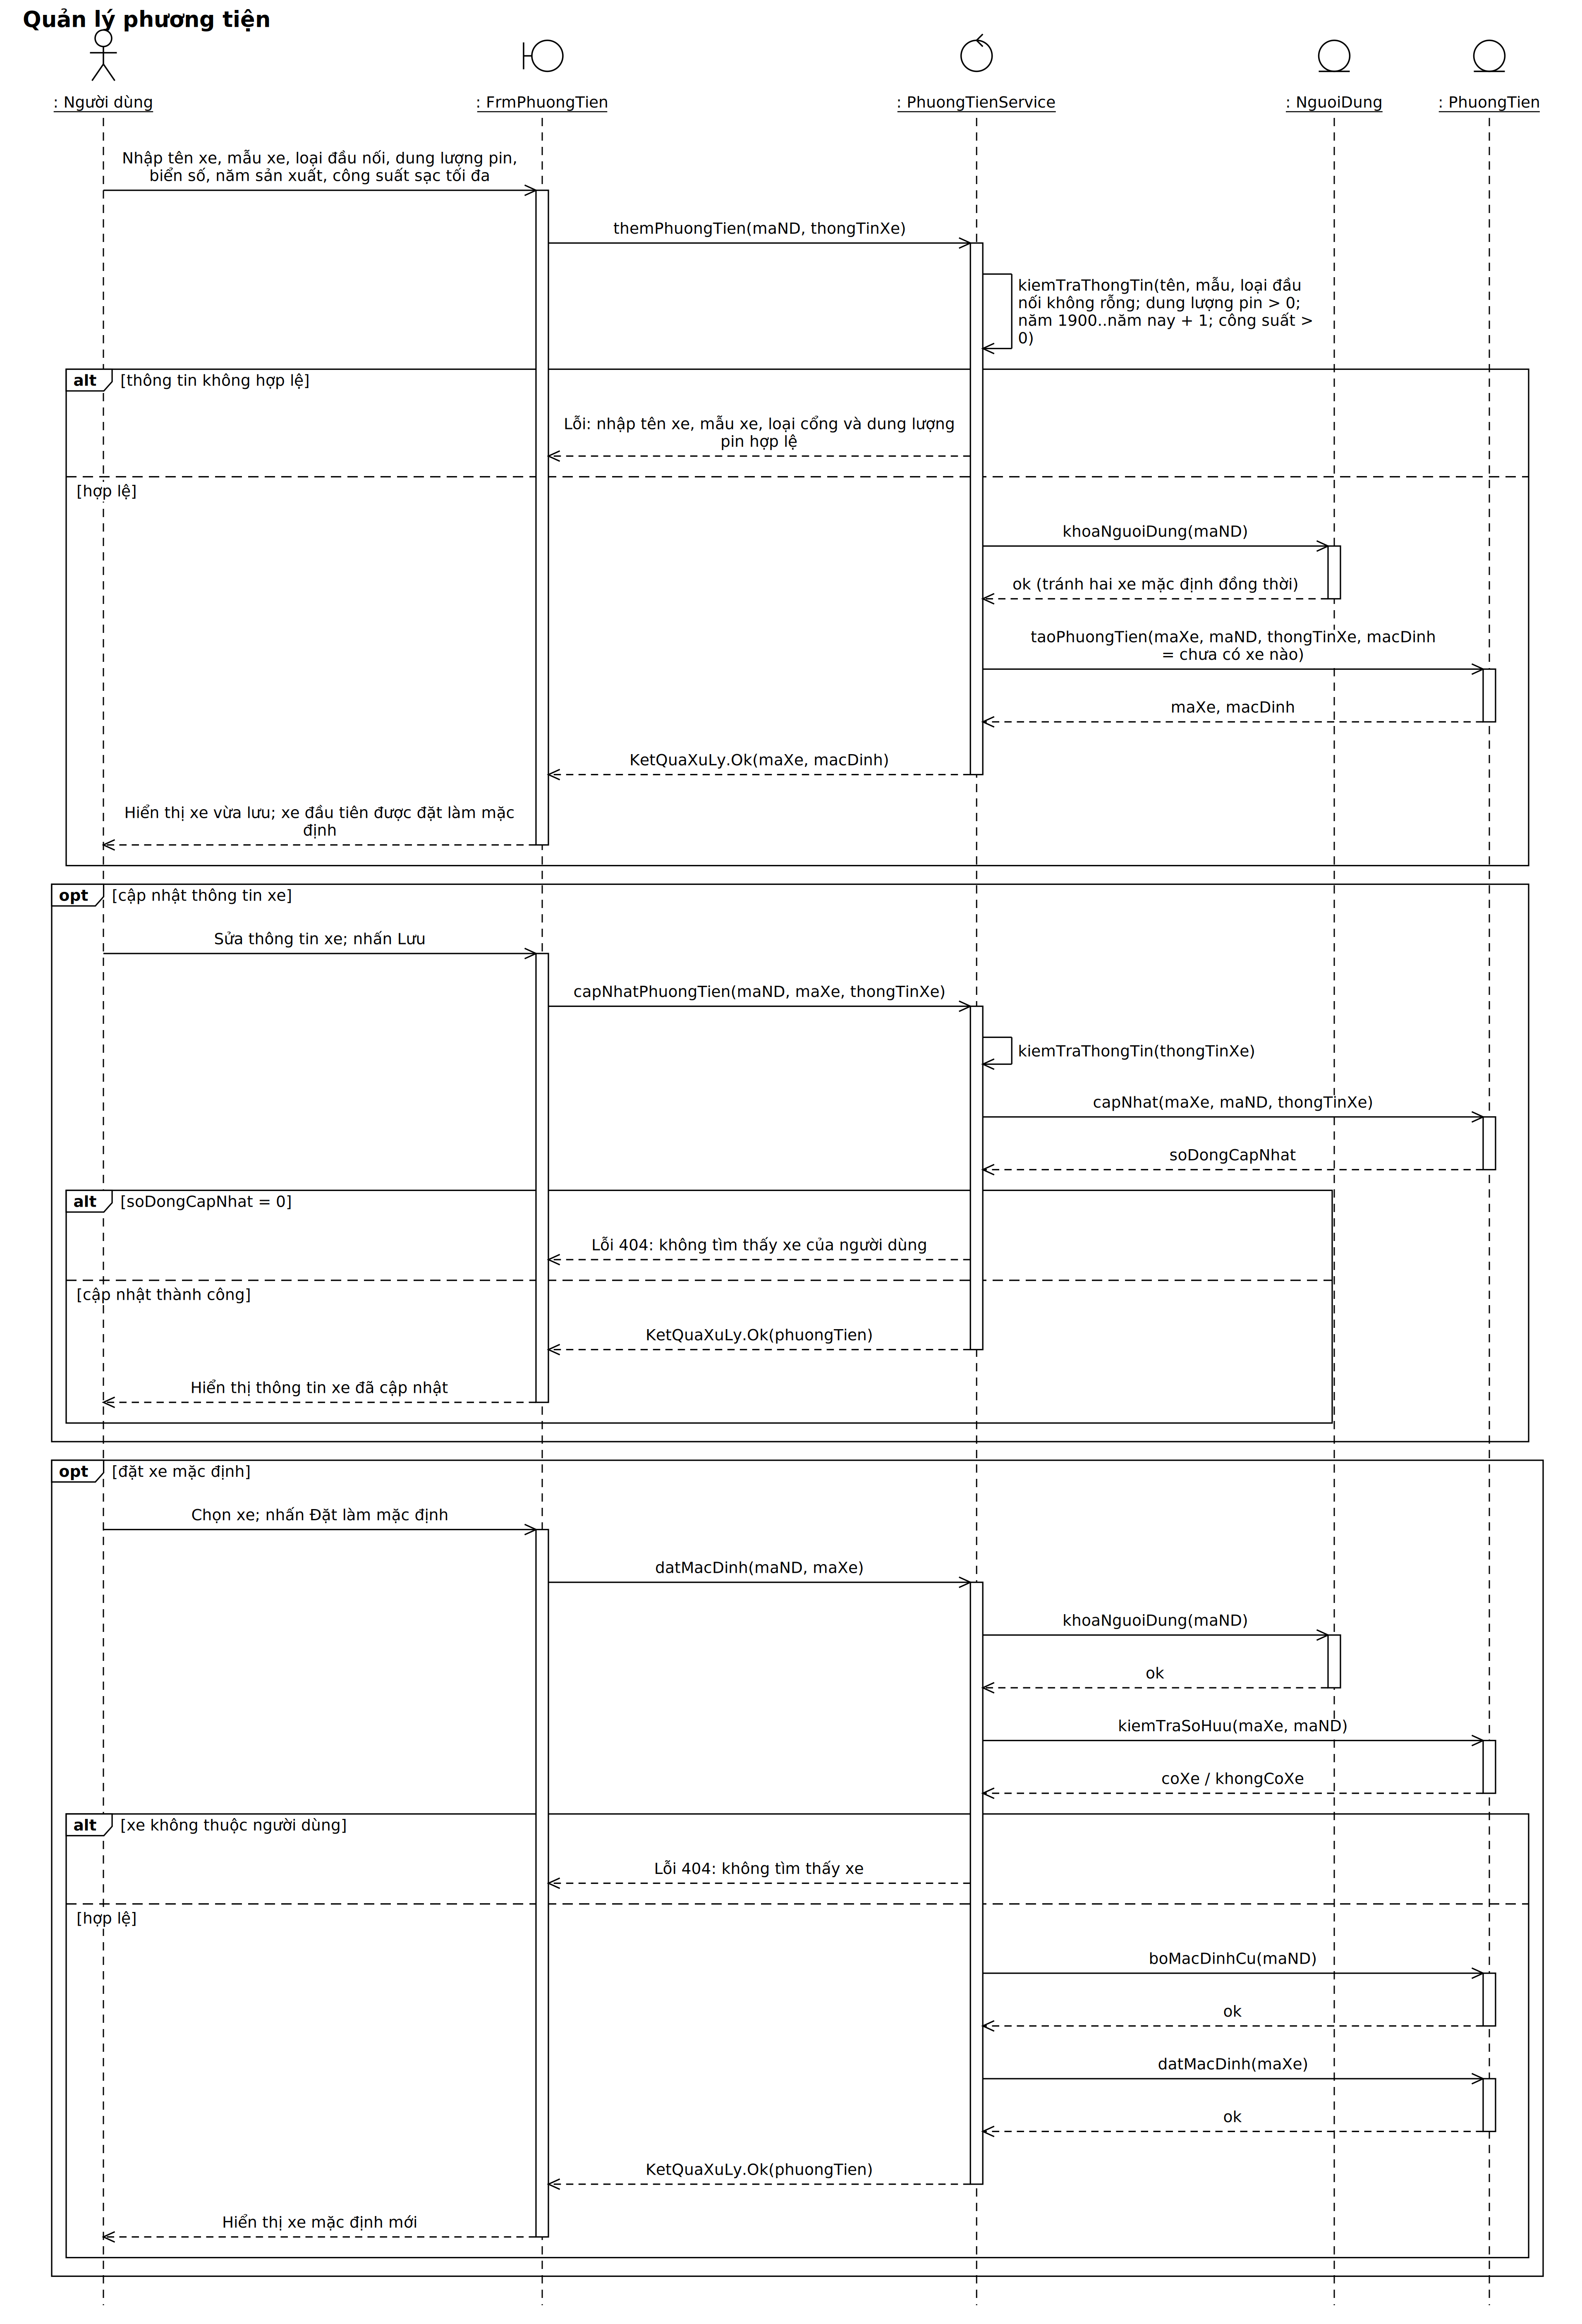 Quản lý phương tiện
: Người dùng
: FrmPhuongTien
: PhuongTienService
: NguoiDung
: PhuongTien
Nhập tên xe, mẫu xe, loại đầu nối, dung lượng pin,
biển số, năm sản xuất, công suất sạc tối đa
themPhuongTien(maND, thongTinXe)
kiemTraThongTin(tên, mẫu, loại đầu
nối không rỗng; dung lượng pin > 0;
năm 1900..năm nay + 1; công suất >
0)
alt [thông tin không hợp lệ]
Lỗi: nhập tên xe, mẫu xe, loại cổng và dung lượng
pin hợp lệ
[hợp lệ]
khoaNguoiDung(maND)
ok (tránh hai xe mặc định đồng thời)
taoPhuongTien(maXe, maND, thongTinXe, macDinh
= chưa có xe nào)
maXe, macDinh
KetQuaXuLy.Ok(maXe, macDinh)
Hiển thị xe vừa lưu; xe đầu tiên được đặt làm mặc
định
opt [cập nhật thông tin xe]
Sửa thông tin xe; nhấn Lưu
capNhatPhuongTien(maND, maXe, thongTinXe)
kiemTraThongTin(thongTinXe)
capNhat(maXe, maND, thongTinXe)
soDongCapNhat
alt [soDongCapNhat = 0]
Lỗi 404: không tìm thấy xe của người dùng
[cập nhật thành công]
KetQuaXuLy.Ok(phuongTien)
Hiển thị thông tin xe đã cập nhật
opt [đặt xe mặc định]
Chọn xe; nhấn Đặt làm mặc định
datMacDinh(maND, maXe)
khoaNguoiDung(maND)
ok
kiemTraSoHuu(maXe, maND)
coXe / khongCoXe
alt [xe không thuộc người dùng]
Lỗi 404: không tìm thấy xe
[hợp lệ]
boMacDinhCu(maND)
ok
datMacDinh(maXe)
ok
KetQuaXuLy.Ok(phuongTien)
Hiển thị xe mặc định mới